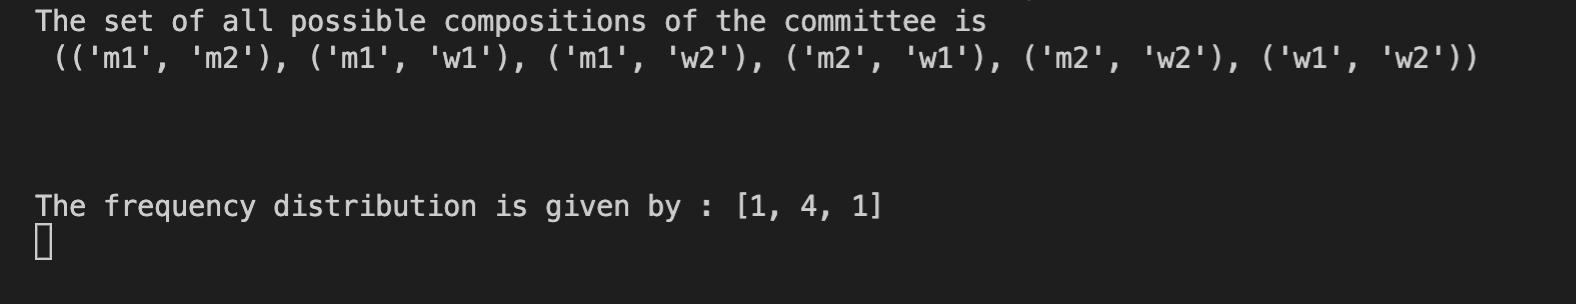 The set of all possible compositions of the committee is
(('m1', 'm2'), ('m1', 'w1'), ('m1', 'w2'), ('m2', 'w1'), ('m2', 'w2'), ('w1', 'w2'))
The frequency distribution is given by : [1, 4, 1]